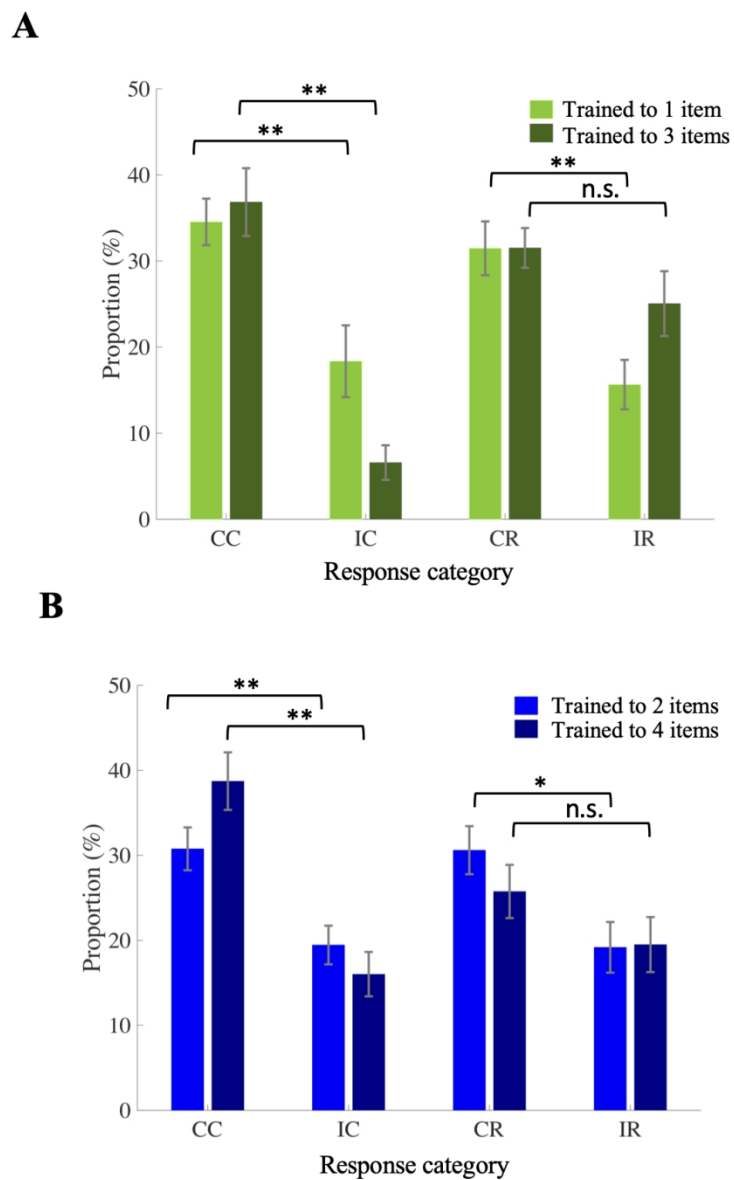 A
50
**
Trained to 1 item
**
Trained to 3 items
40
**
n.s.
30
Proportion (%)
20
10
0
CC IC CR IR
Response category
B
50
**
Trained to 2 items
**
Trained to 4 items
40
*
n.s.
30
Proportion (%)
20
10
0
CC IC CR IR
Response category